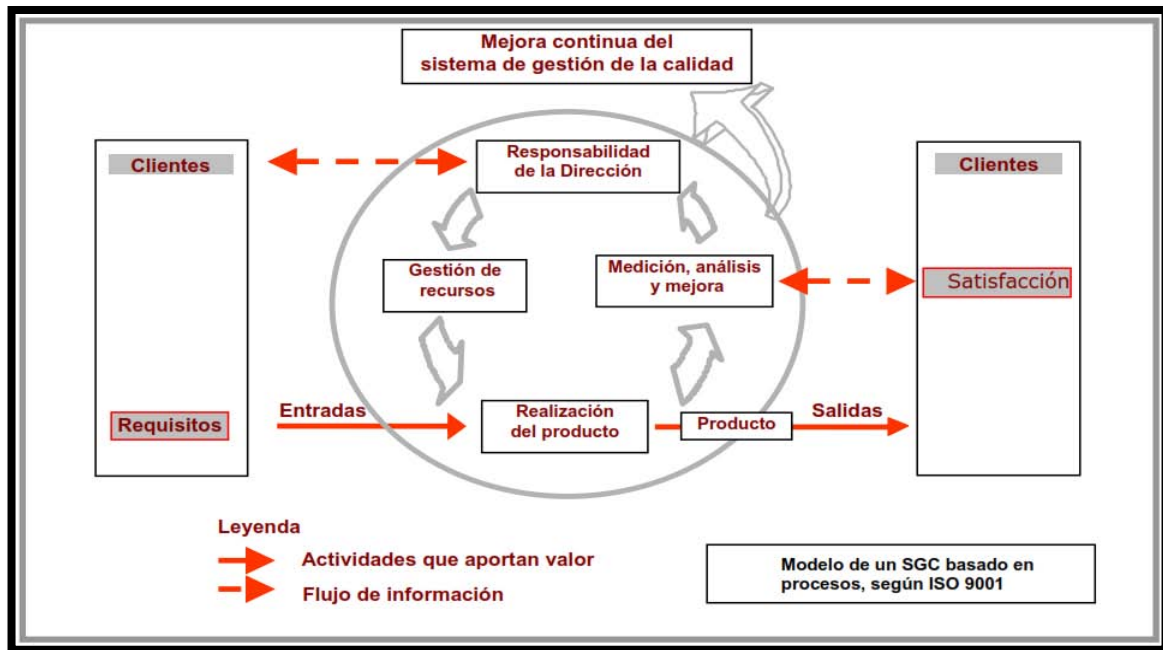 Mejora continua del
sistema de gestión de la calidad
Clientes
Responsabilidad
de la Dirección
Clientes
Gestión de
recursos
Medición, análisis
y mejora
Satisfacción
Requisitos
Entradas
Realización
del producto
Producto
Salidas
Leyenda
Actividades que aportan valor
Flujo de información
Modelo de un SGC basado en
procesos, según ISO 9001